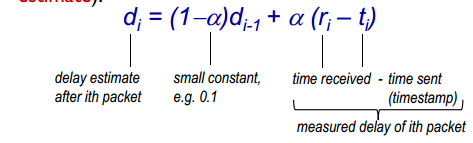 estimate):
dᵢ = (1−α)dᵢ₋₁ + α (rᵢ – tᵢ)
delay estimate small constant, time received - time sent
after ith packet e.g. 0.1 (timestamp)
measured delay of ith packet